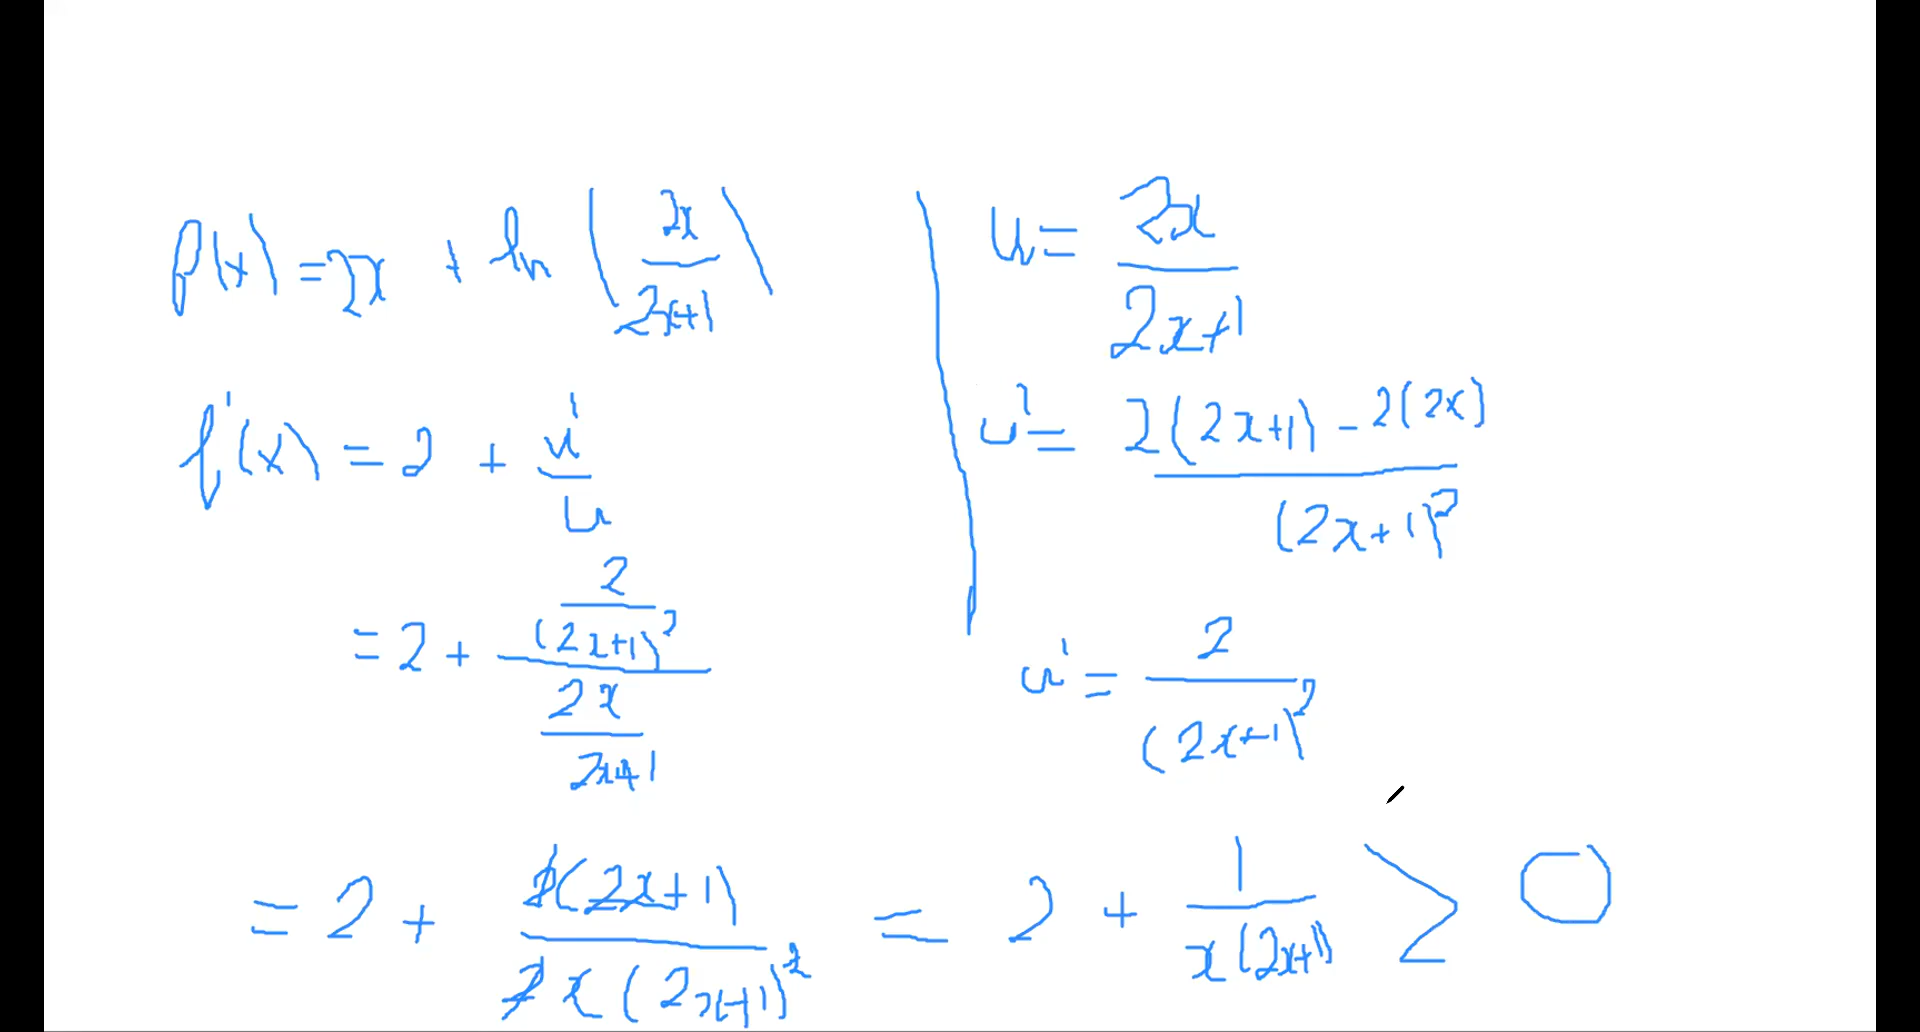 f(x) = 2x + ln(2x/(2x+1))
f'(x) = 2 + u'/u
= 2 + (2/(2x+1)²)/(2x/(2x+1))
u = 2x/(2x+1)
u' = (2(2x+1) - 2(2x))/(2x+1)²
u' = 2/(2x+1)²
= 2 + 2(2x+1)/(2x(2x+1)²) = 2 + 1/(x(2x+1)) > 0